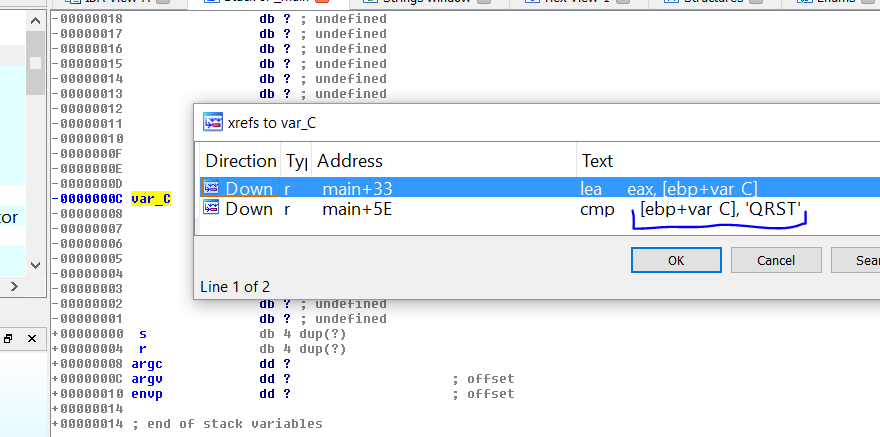 -00000018 db ? ; undefined
-00000017 db ? ; undefined
-00000016 db ? ; undefined
-00000015 db ? ; undefined
-00000014 db ? ; undefined
-00000013 db ? ; undefined
-00000012
-00000011
-00000010
-0000000F
-0000000E
-0000000D
-0000000C var_C
-00000008
-00000007
-00000006
-00000005
-00000004
-00000003
-00000002 db ? ; undefined
-00000001 db ? ; undefined
+00000000 s db 4 dup(?)
+00000004 r db 4 dup(?)
+00000008 argc dd ?
+0000000C argv dd ? ; offset
+00000010 envp dd ? ; offset
+00000014
+00000014 ; end of stack variables
xrefs to var_C
Direction Ty Address Text
Down r main+33 lea eax, [ebp+var_C]
Down r main+5E cmp [ebp+var_C], 'QRST'
OK Cancel Sea
Line 1 of 2
tor